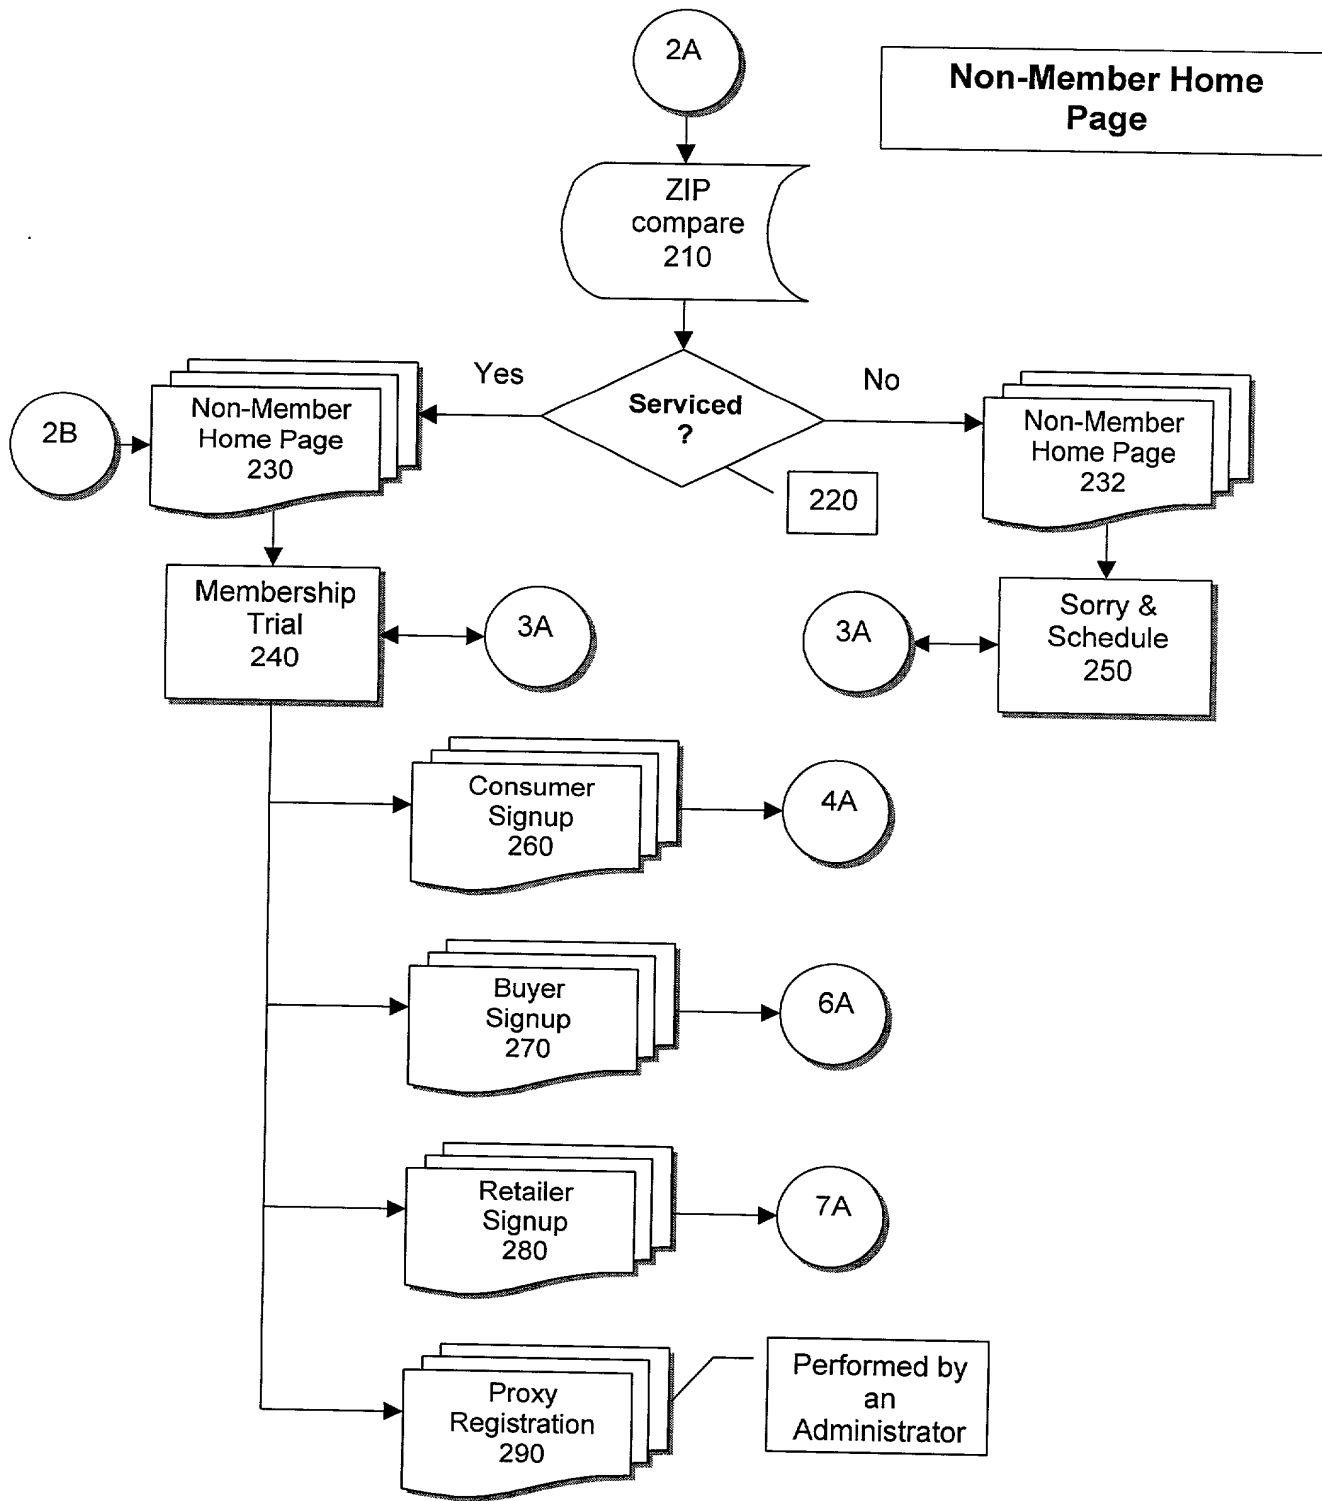 2A
Non-Member Home
Page
ZIP
compare
210
Yes
No
Serviced
?
220
2B
Non-Member
Home Page
230
Non-Member
Home Page
232
Membership
Trial
240
3A
3A
Sorry &
Schedule
250
Consumer
Signup
260
4A
Buyer
Signup
270
6A
Retailer
Signup
280
7A
Proxy
Registration
290
Performed by
an
Administrator